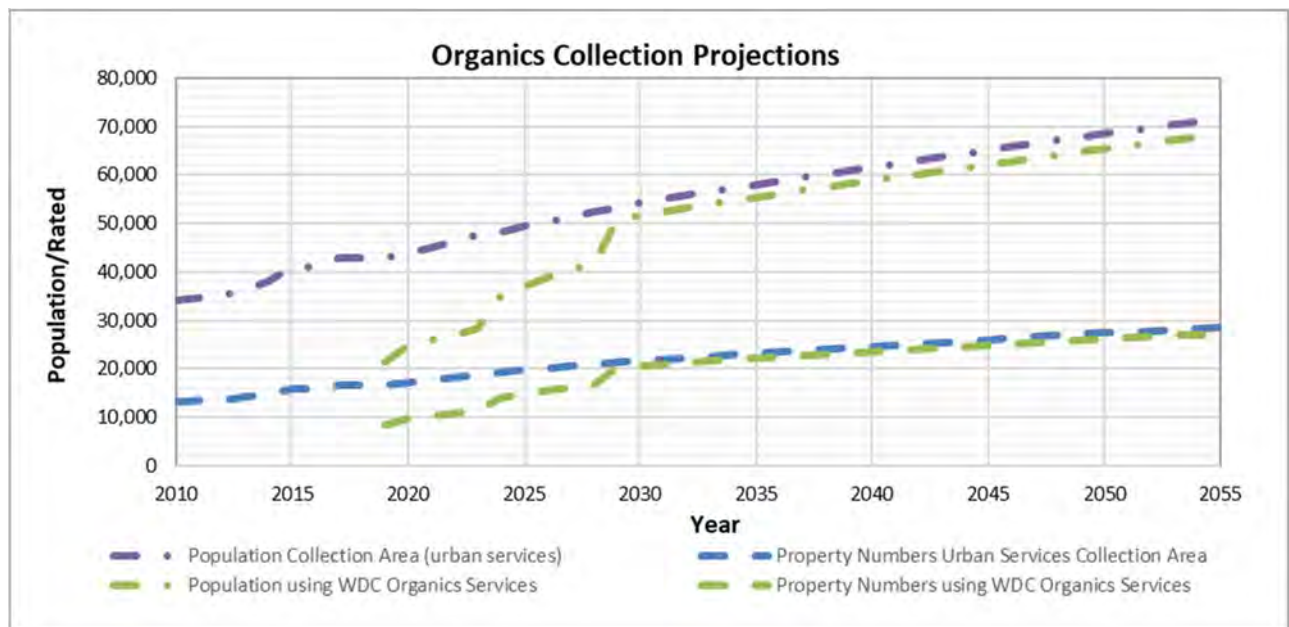 Organics Collection Projections
80,000
70,000
60,000
50,000
40,000
30,000
20,000
10,000
0
Population/Rated
2010 2015 2020 2025 2030 2035 2040 2045 2050 2055
Year
Population Collection Area (urban services) Property Numbers Urban Services Collection Area
Population using WDC Organics Services Property Numbers using WDC Organics Services